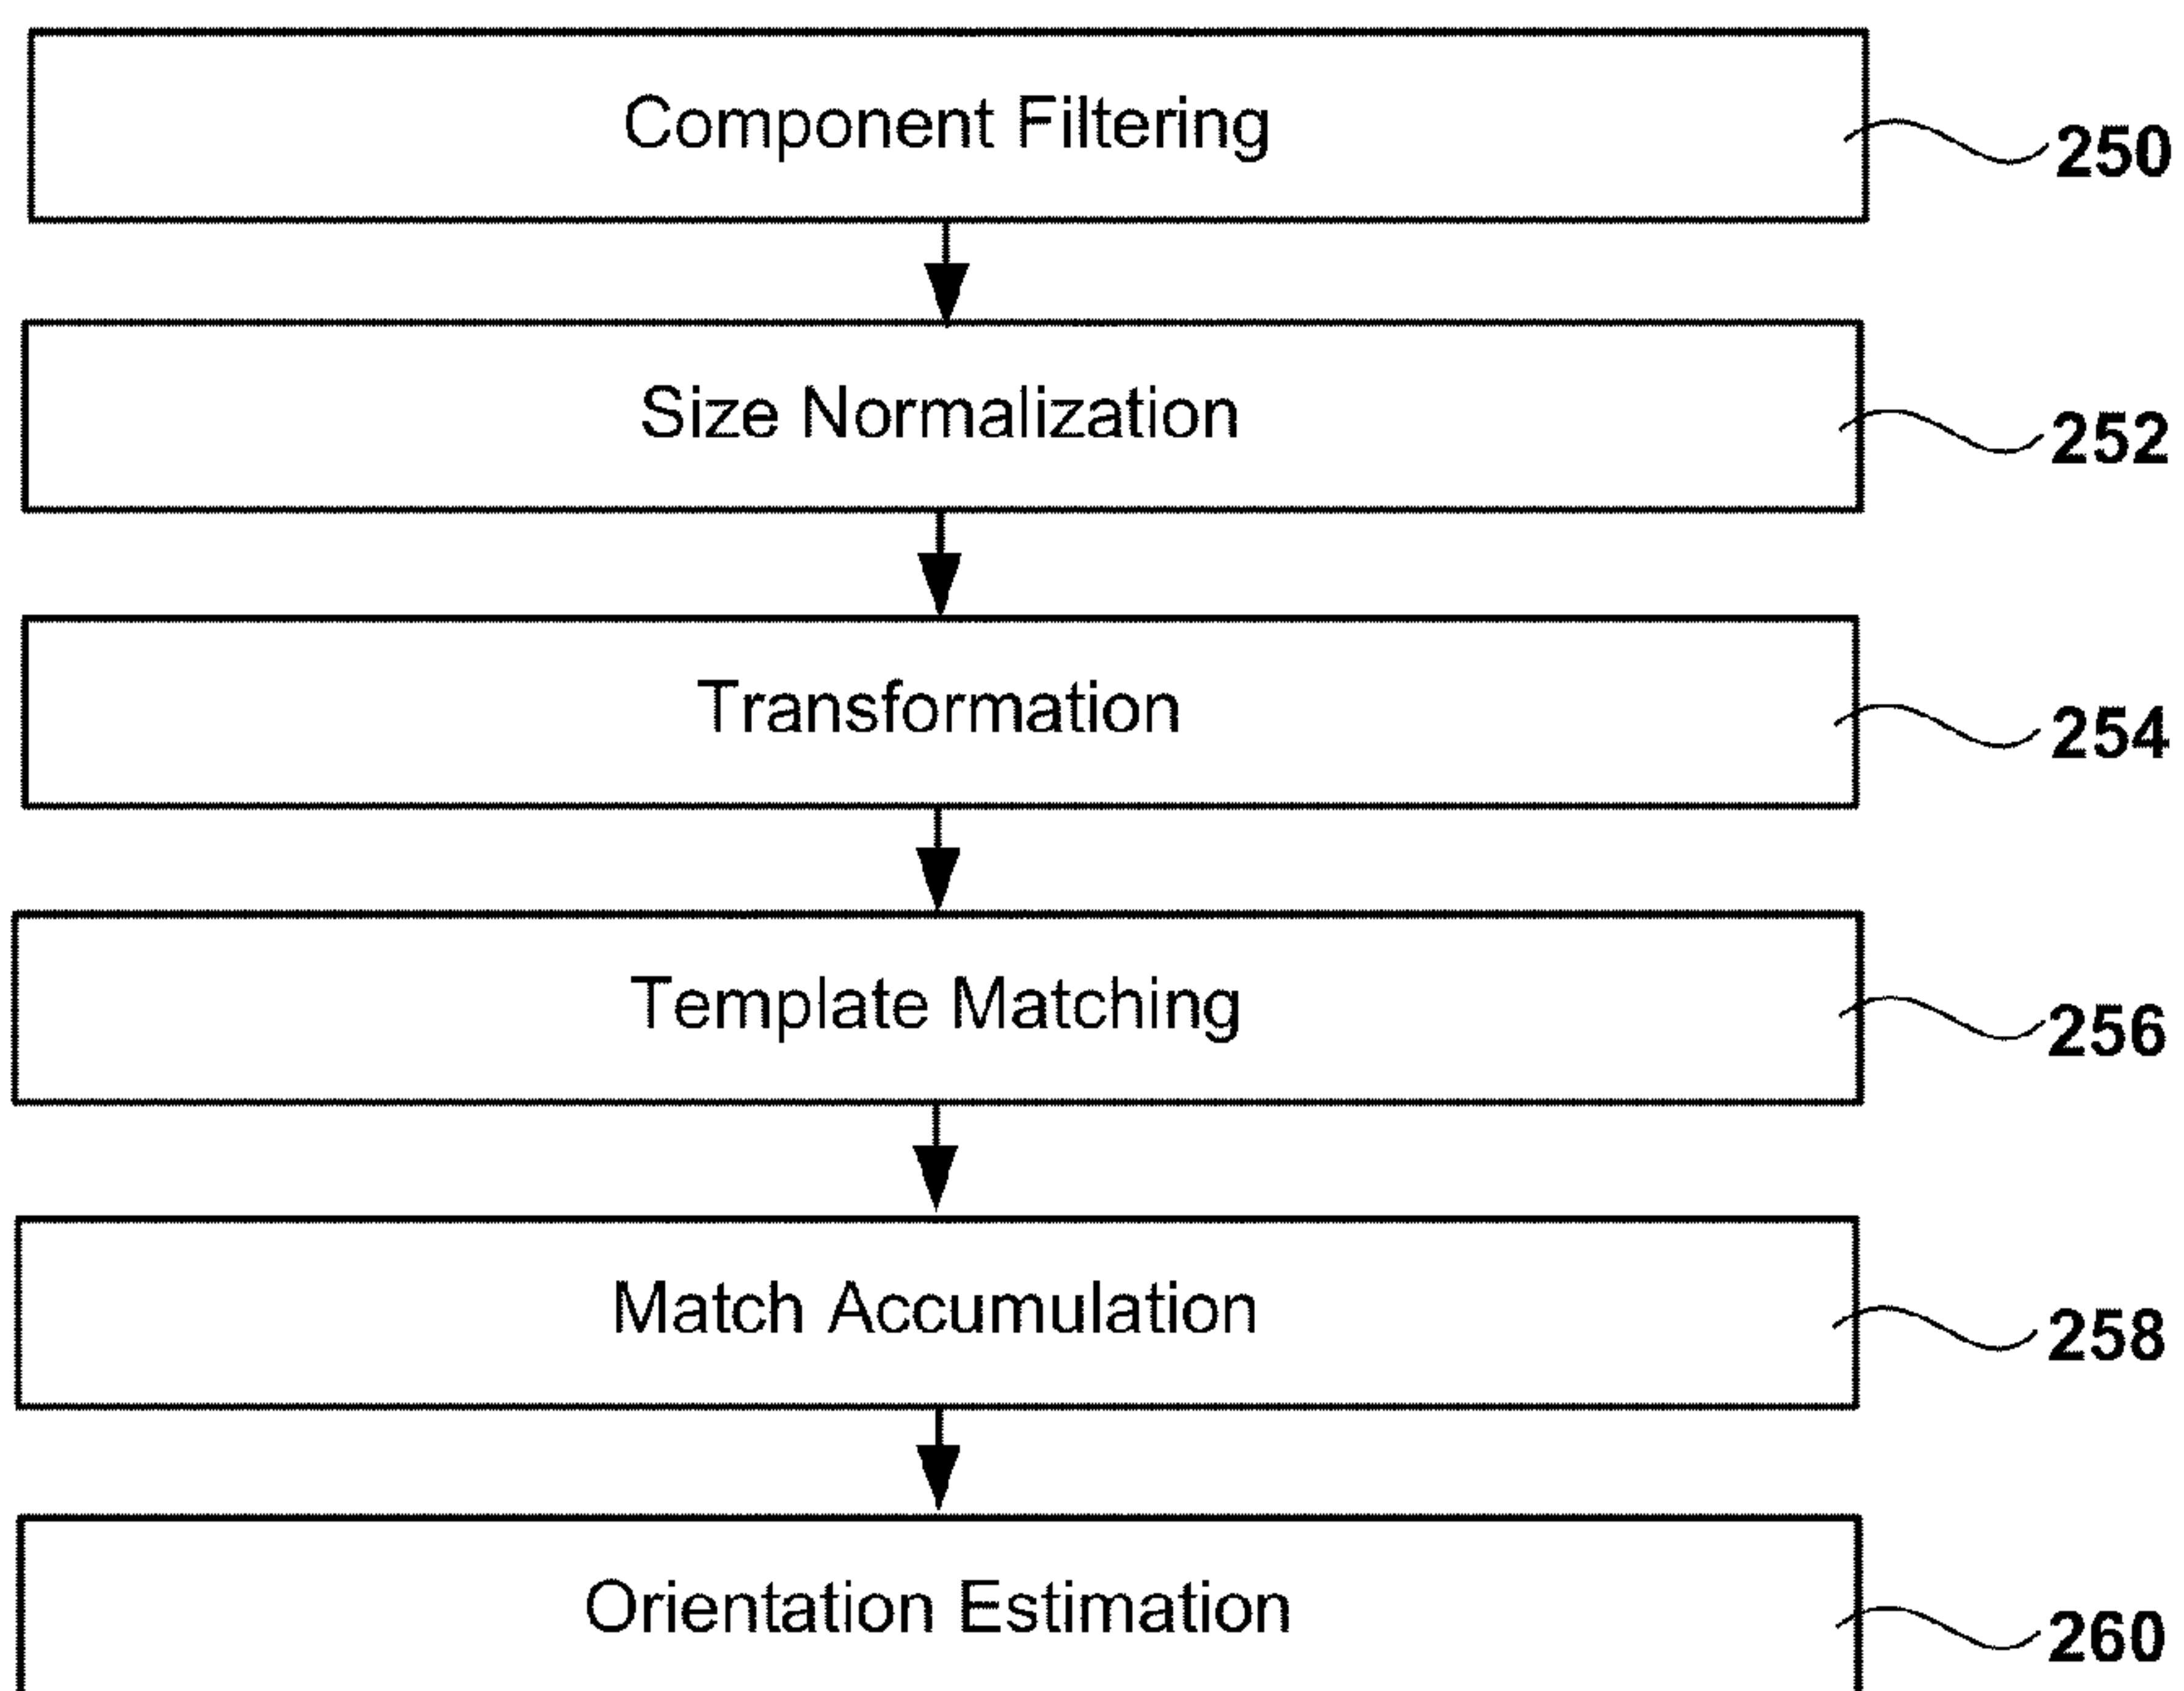 Component Filtering 250
Size Normalization 252
Transformation 254
Template Matching 256
Match Accumulation 258
Orientation Estimation 260